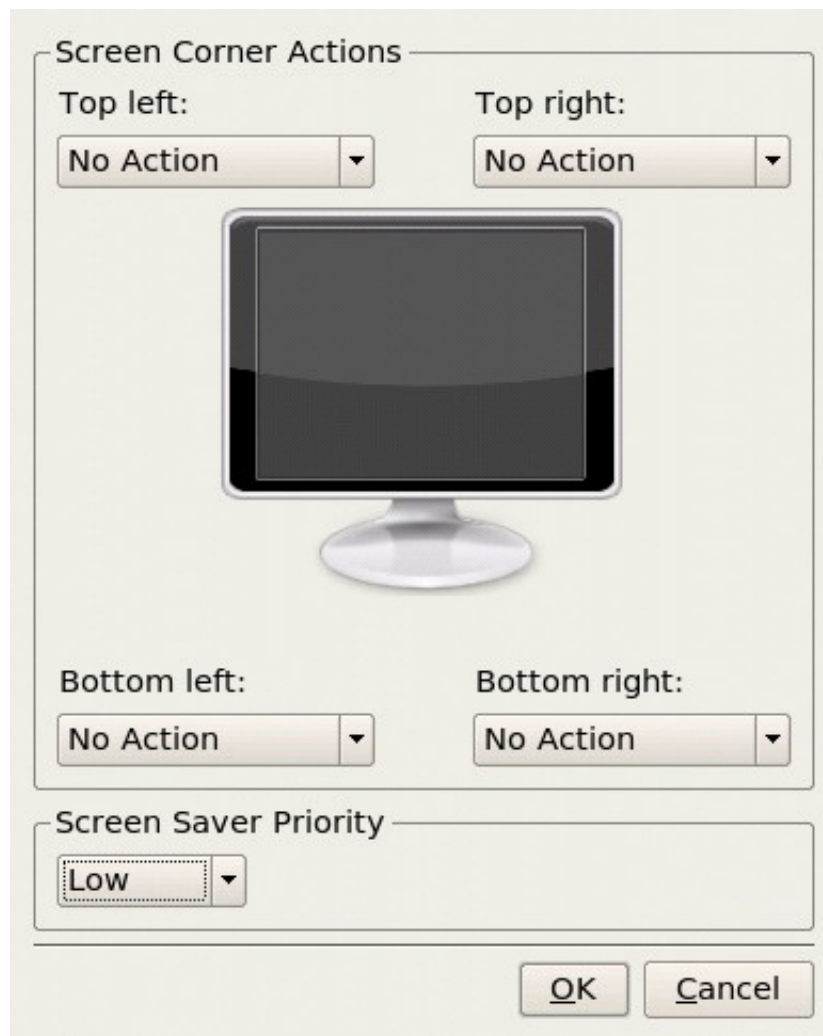 Screen Corner Actions
Top left:
Top right:
No Action
No Action
Bottom left:
Bottom right:
No Action
No Action
Screen Saver Priority
Low
OK
Cancel